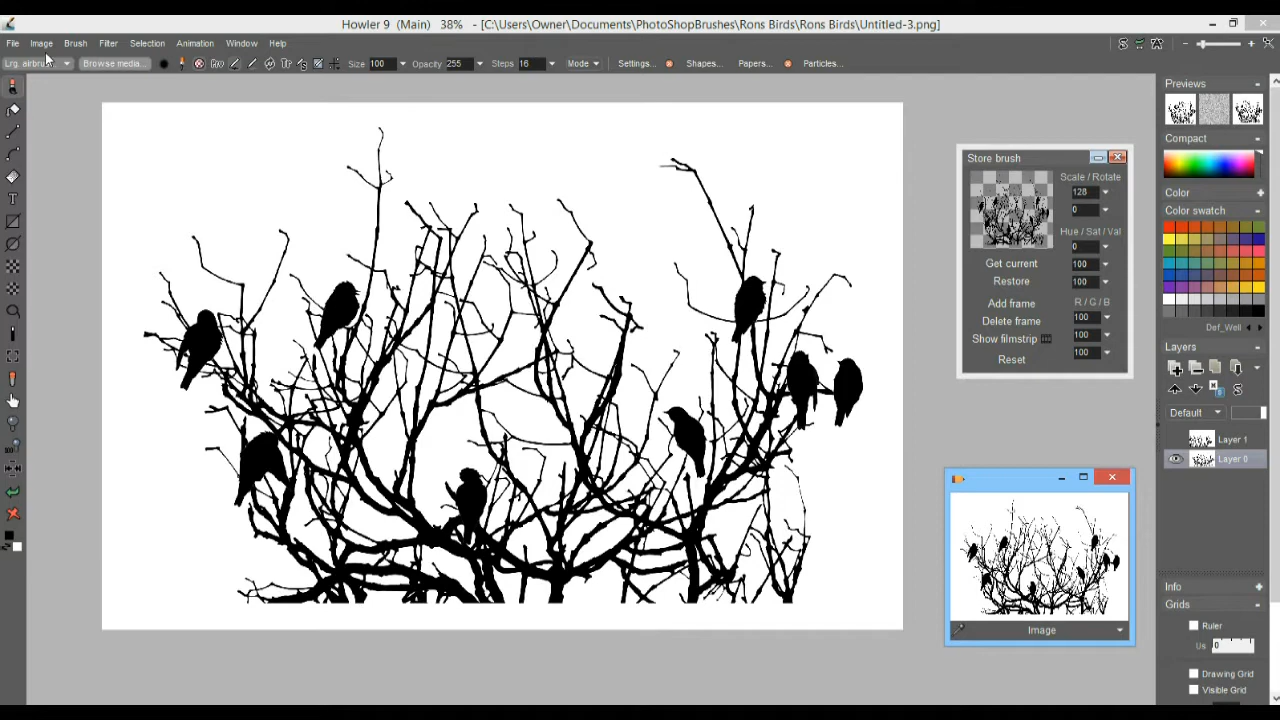 Howler 9 (Main) 38% - [C:\Users\Owner\Documents\PhotoShopBrushes\Rons Birds\Rons Birds\Untitled-3.png]
File Image Brush Filter Selection Animation Window Help
Lrg. airbrush Browse media... Size 100 Opacity 255 Steps 16 Mode Settings... Shapes... Papers... Particles...
Previews
Compact
Color
Color swatch
Def_Well
Layers
Default
Layer 1
Layer 0
Info
Grids
Ruler
Us 0
Drawing Grid
Visible Grid
Store brush
Scale / Rotate
128
0
Hue / Sat / Val
0
Get current 100
Restore 100
Add frame R / G / B
Delete frame 100
Show filmstrip 100
Reset 100
Image